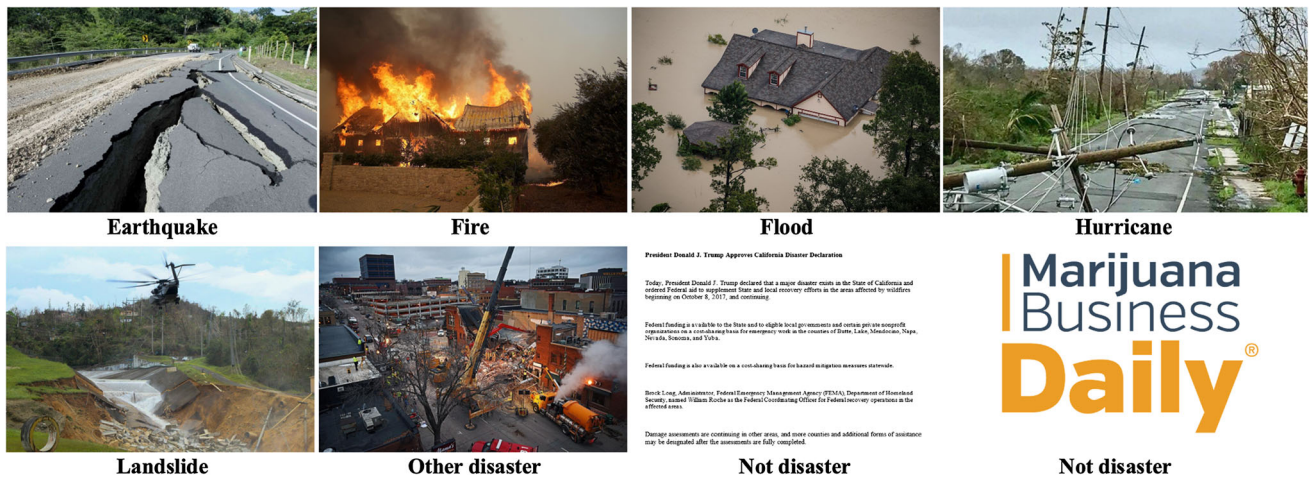 Earthquake
Fire
Flood
Hurricane
President Donald J. Trump Approves California Disaster Declaration
Today, President Donald J. Trump declared that a major disaster exists in the State of California and
ordered Federal aid to supplement State and local recovery efforts in the areas affected by wildfires
beginning on October 8, 2017, and continuing.
Federal funding is available to the State and to eligible local governments and certain private nonprofit
organizations on a cost-sharing basis for emergency work in the counties of Butte, Lake, Mendocino, Napa,
Nevada, Sonoma, and Yuba.
Federal funding is also available on a cost-sharing basis for hazard mitigation measures statewide.
Brock Long, Administrator, Federal Emergency Management Agency (FEMA), Department of Homeland
Security, named William Roche as the Federal Coordinating Officer for Federal recovery operations in the
affected areas.
Damage assessments are continuing in other areas, and more counties and additional forms of assistance
may be designated after the assessments are fully completed.
Marijuana
Business
Daily®
Landslide
Other disaster
Not disaster
Not disaster